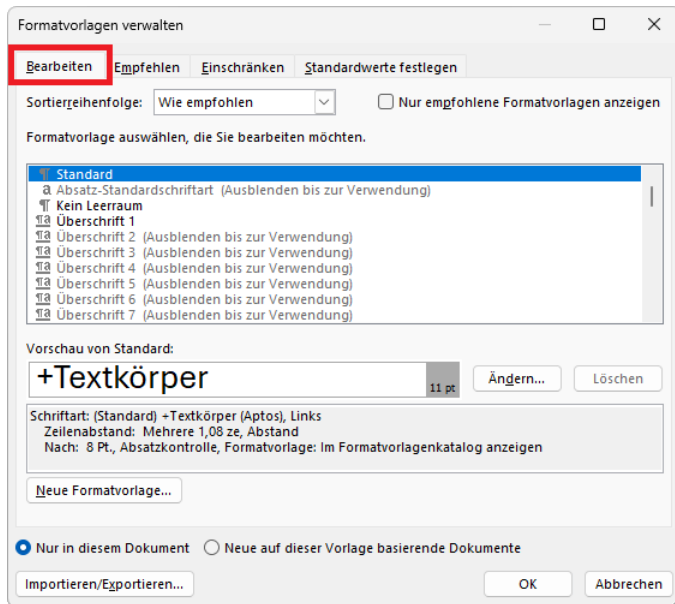 Formatvorlagen verwalten
Bearbeiten Empfehlen Einschränken Standardwerte festlegen
Sortierreihenfolge: Wie empfohlen Nur empfohlene Formatvorlagen anzeigen
Formatvorlage auswählen, die Sie bearbeiten möchten.
¶ Standard
a Absatz-Standardschriftart (Ausblenden bis zur Verwendung)
¶ Kein Leerraum
¶a Überschrift 1
¶a Überschrift 2 (Ausblenden bis zur Verwendung)
¶a Überschrift 3 (Ausblenden bis zur Verwendung)
¶a Überschrift 4 (Ausblenden bis zur Verwendung)
¶a Überschrift 5 (Ausblenden bis zur Verwendung)
¶a Überschrift 6 (Ausblenden bis zur Verwendung)
¶a Überschrift 7 (Ausblenden bis zur Verwendung)
Vorschau von Standard:
+Textkörper 11 pt Ändern... Löschen
Schriftart: (Standard) +Textkörper (Aptos), Links
Zeilenabstand: Mehrere 1,08 ze, Abstand
Nach: 8 Pt., Absatzkontrolle, Formatvorlage: Im Formatvorlagenkatalog anzeigen
Neue Formatvorlage...
Nur in diesem Dokument Neue auf dieser Vorlage basierende Dokumente
Importieren/Exportieren... OK Abbrechen